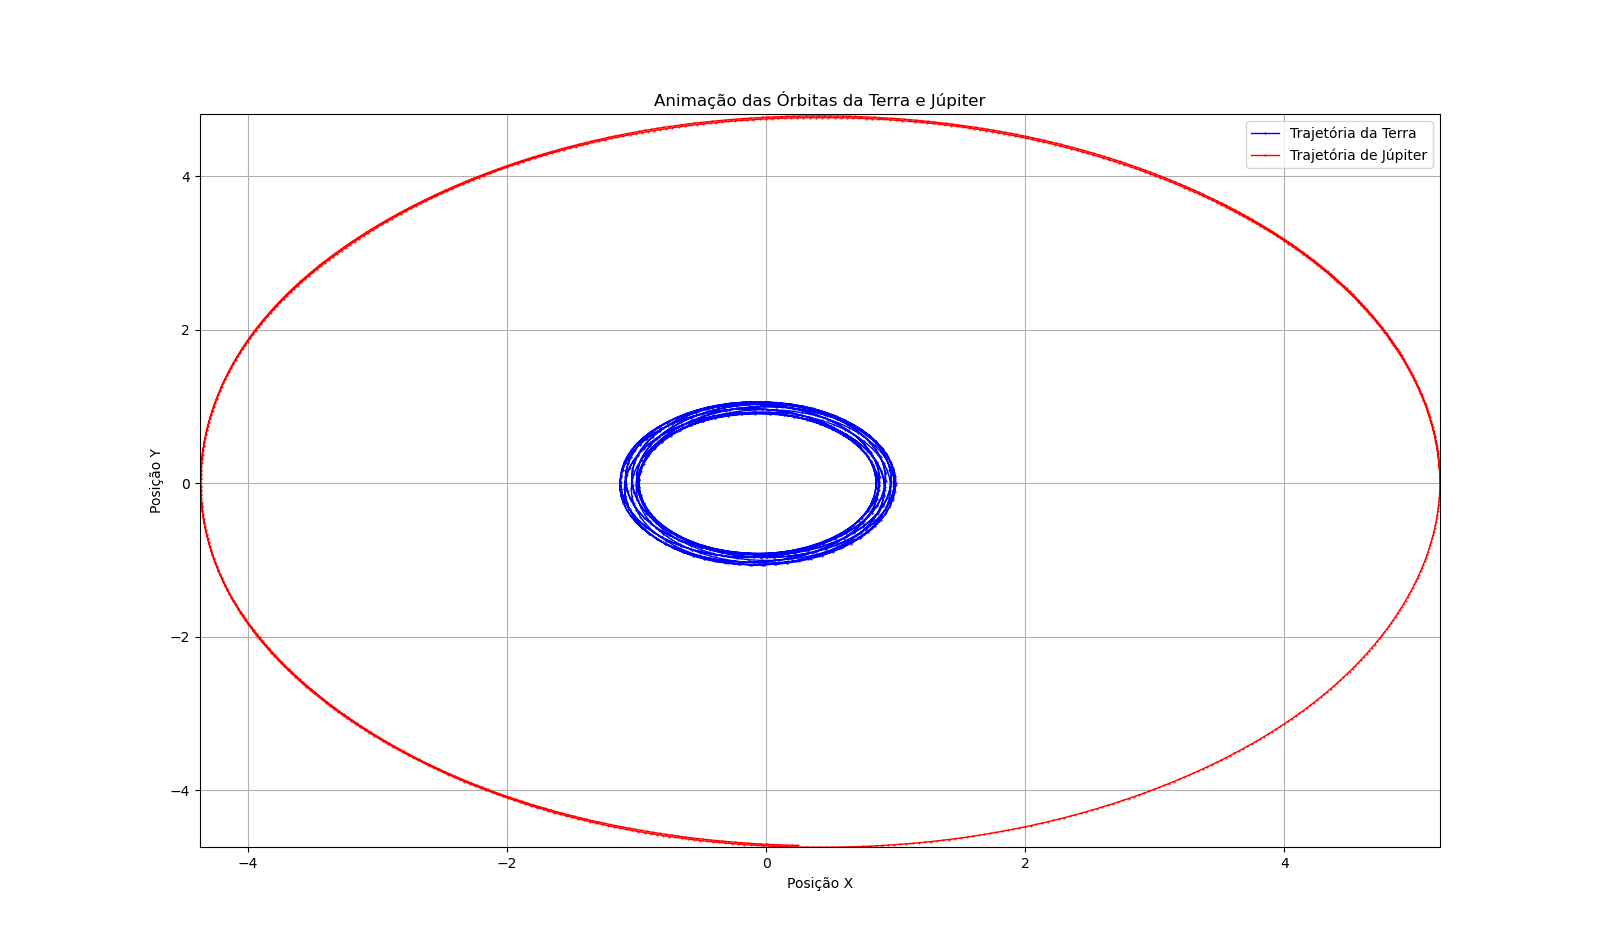 Animação das Órbitas da Terra e Júpiter
Trajetória da Terra
Trajetória de Júpiter
4
2
0
−2
−4
Posição Y
−4
−2
0
2
4
Posição X